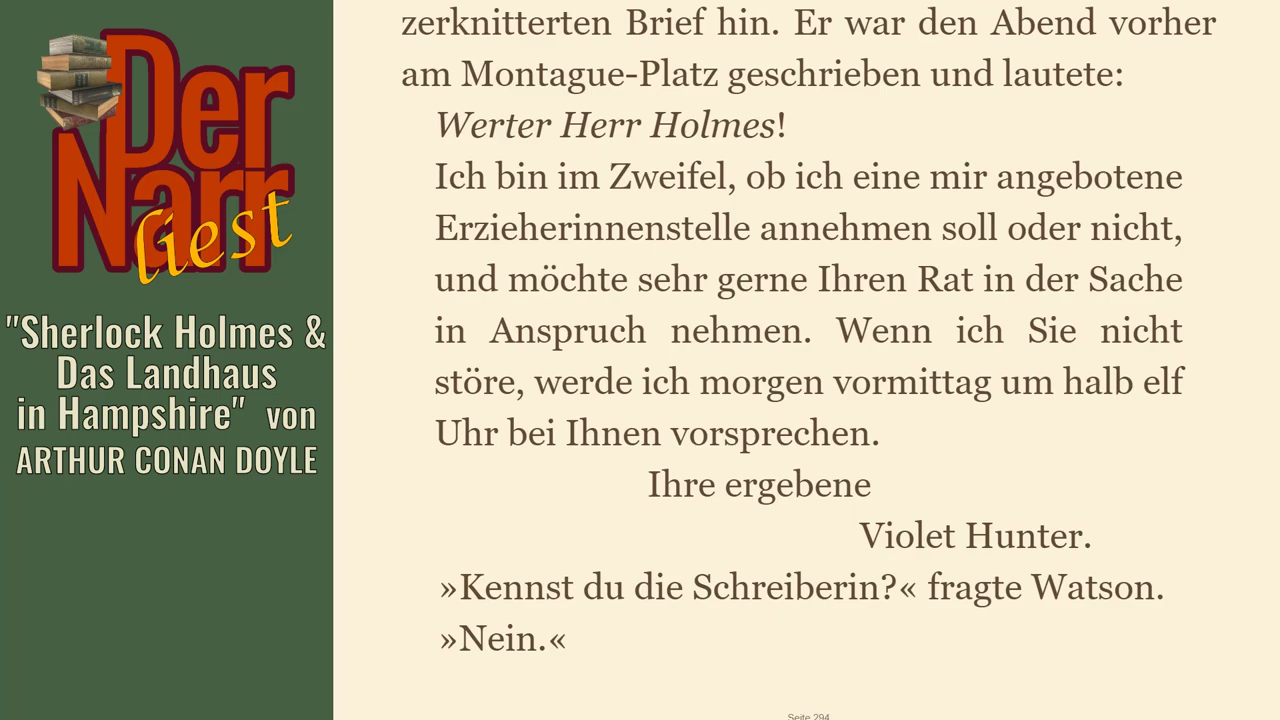 Der
Narr
liest
"Sherlock Holmes &
Das Landhaus
in Hampshire" von
ARTHUR CONAN DOYLE
zerknitterten Brief hin. Er war den Abend vorher
am Montague-Platz geschrieben und lautete:
Werter Herr Holmes!
Ich bin im Zweifel, ob ich eine mir angebotene
Erzieherinnenstelle annehmen soll oder nicht,
und möchte sehr gerne Ihren Rat in der Sache
in Anspruch nehmen. Wenn ich Sie nicht
störe, werde ich morgen vormittag um halb elf
Uhr bei Ihnen vorsprechen.
Ihre ergebene
Violet Hunter.
»Kennst du die Schreiberin?« fragte Watson.
»Nein.«
Seite 294